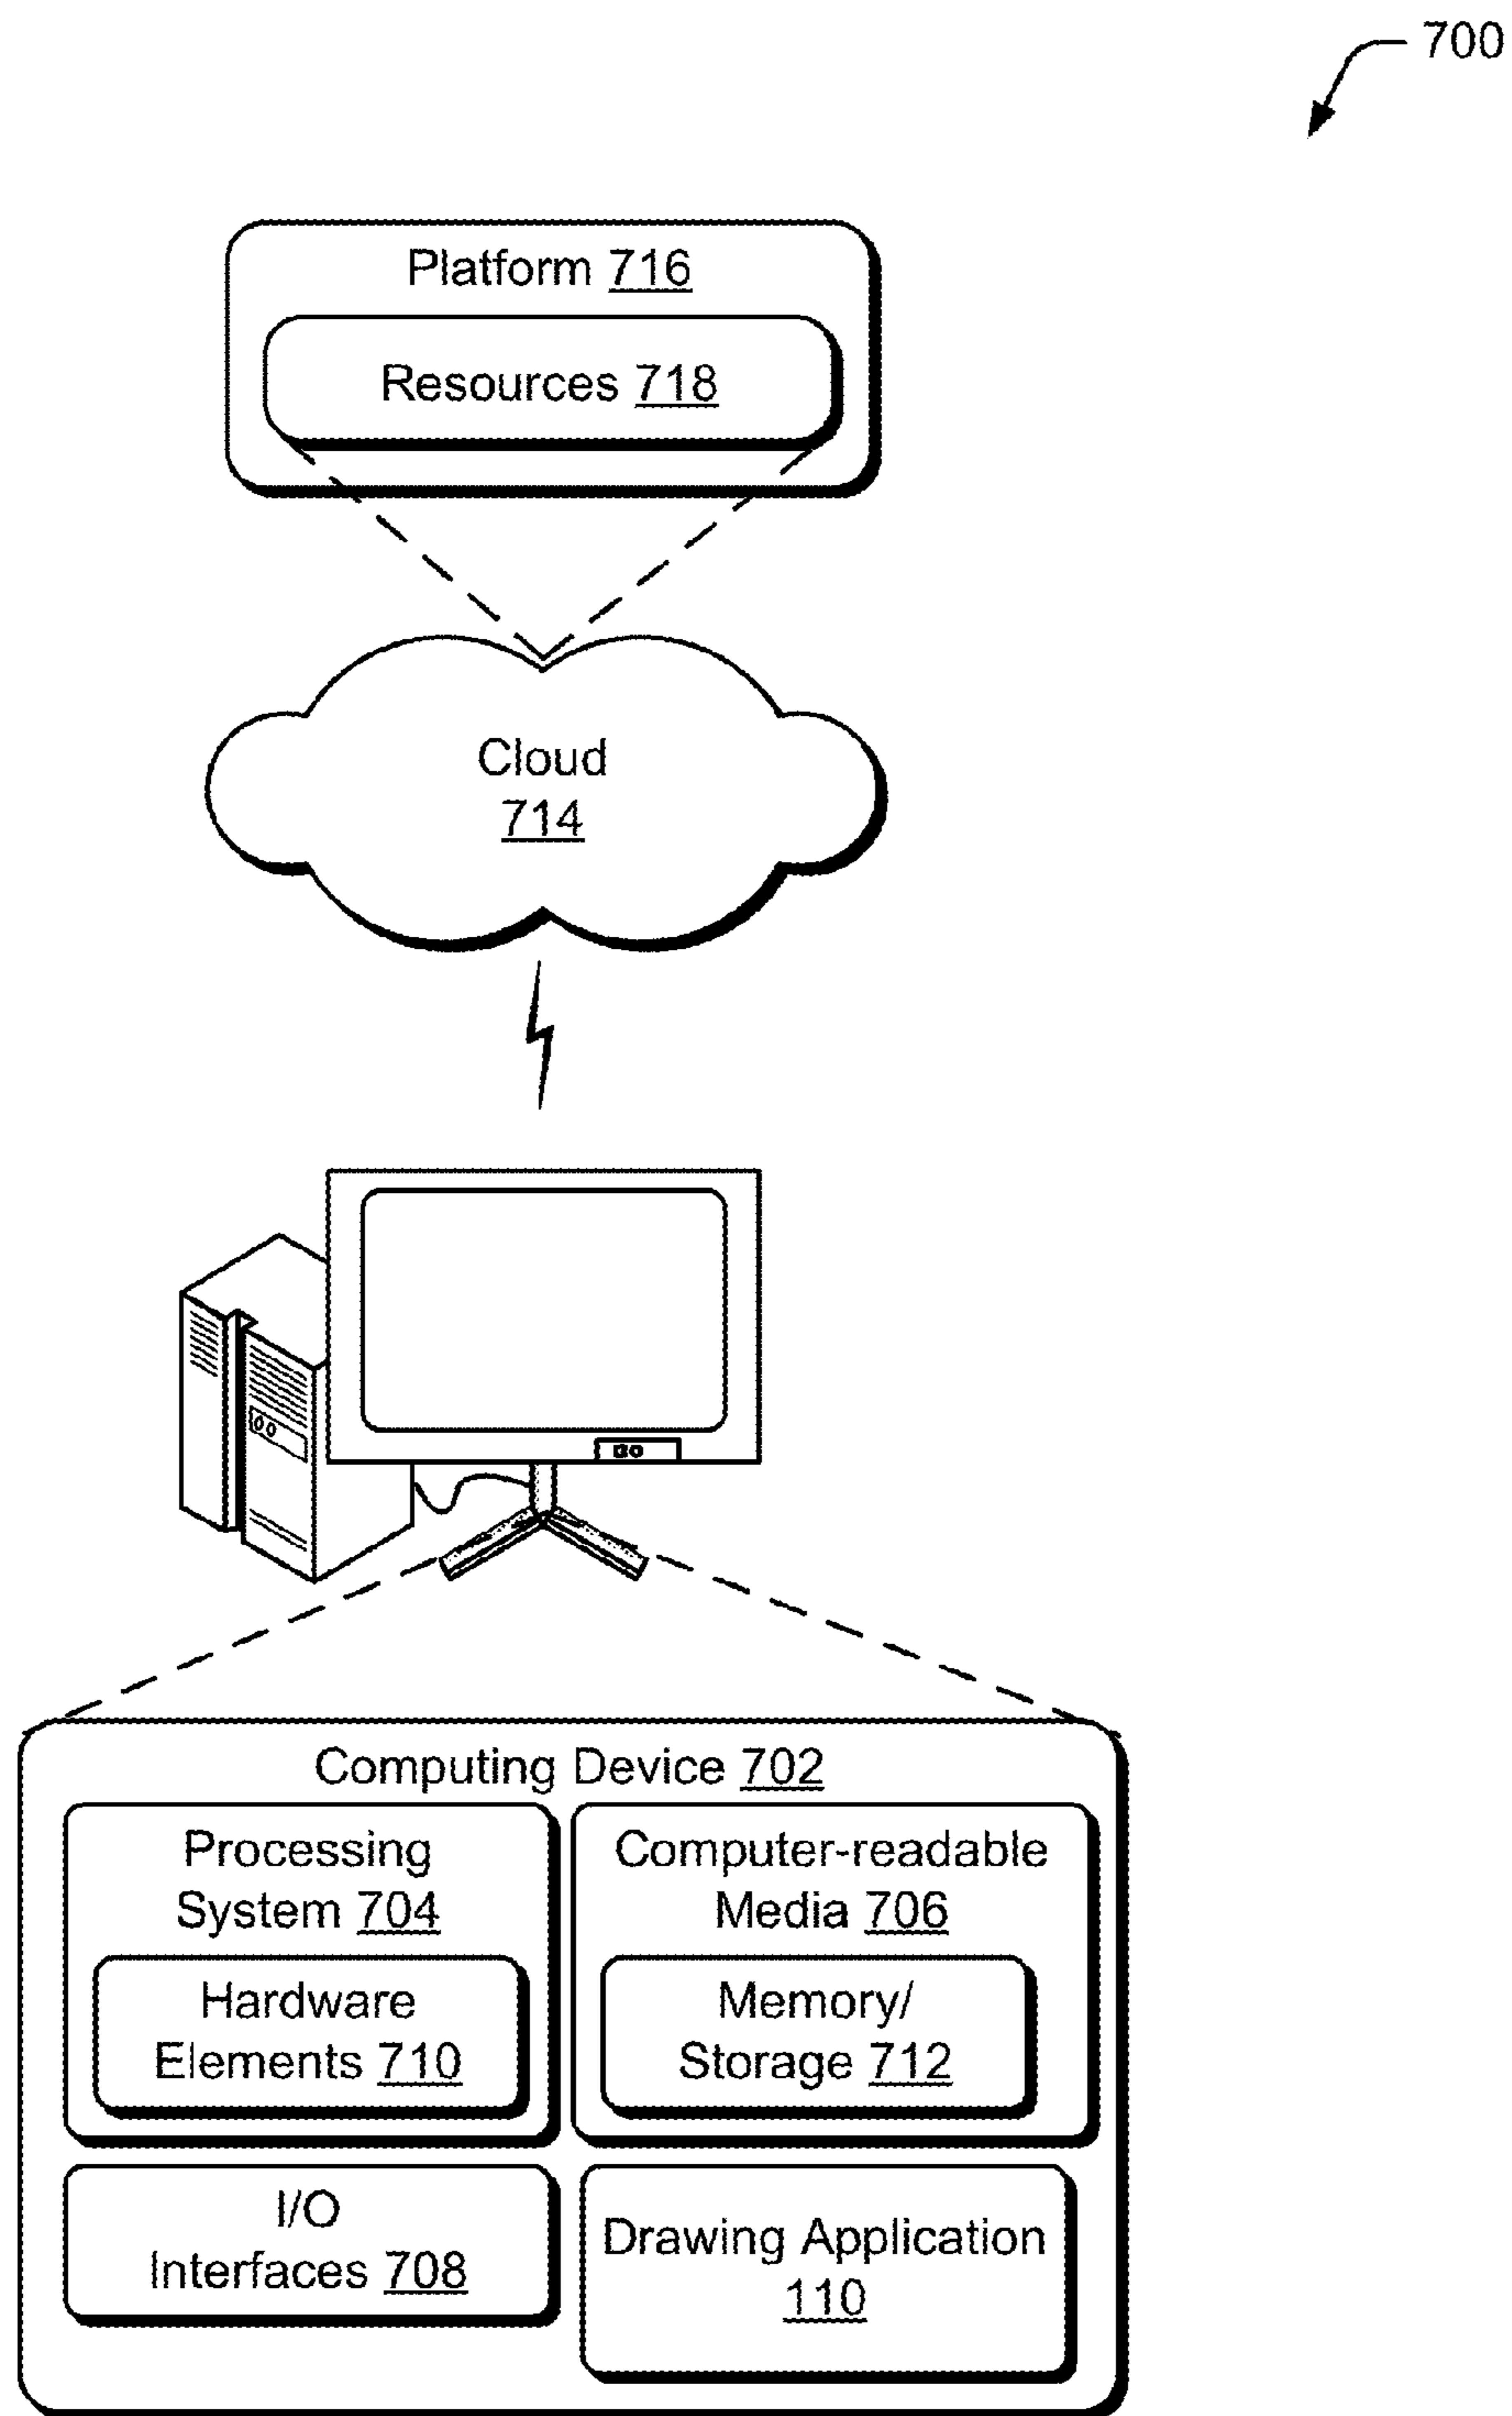 700
Platform 716
Resources 718
Cloud
714
Computing Device 702
Processing
System 704
Hardware
Elements 710
Computer-readable
Media 706
Memory/
Storage 712
I/O
Interfaces 708
Drawing Application
110